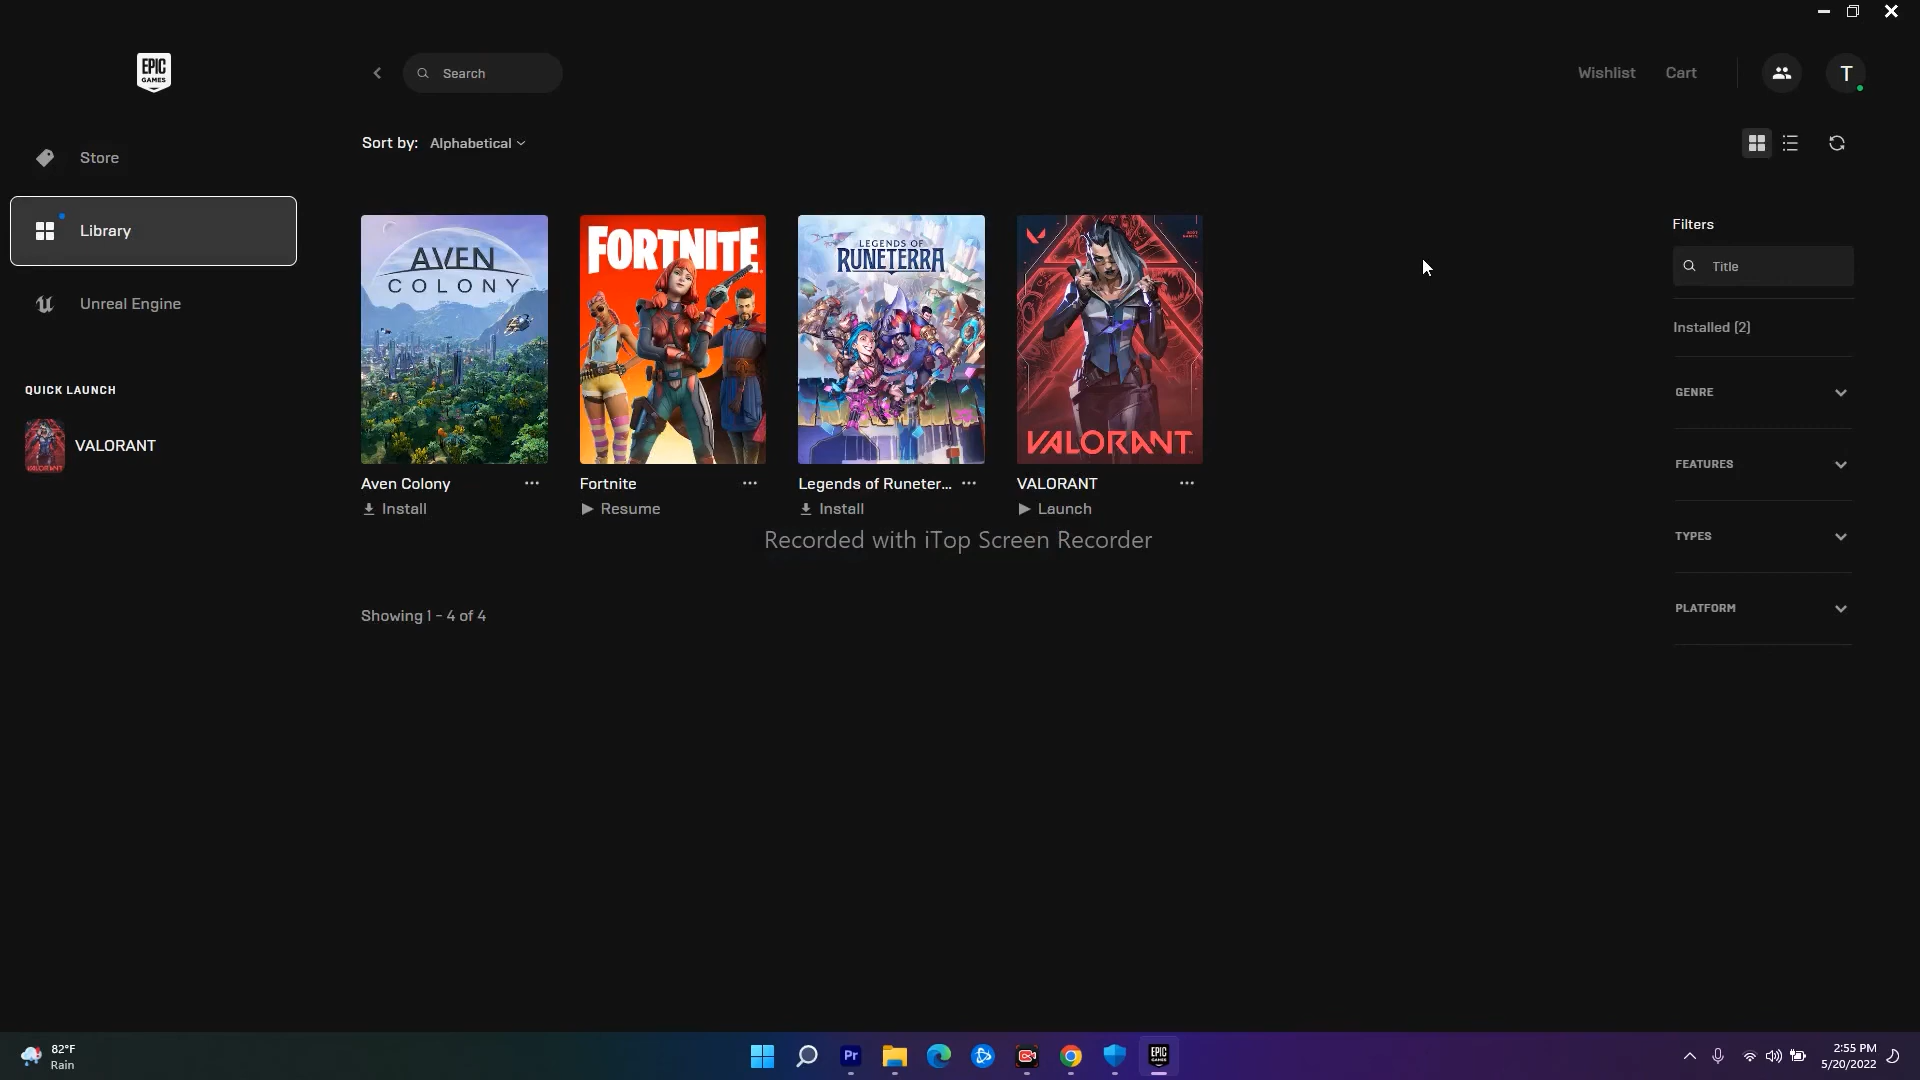 EPIC
GAMES
Search
Wishlist
Cart
T
Store
Library
Unreal Engine
QUICK LAUNCH
VALORANT
Sort by: Alphabetical
AVEN
COLONY
FORTNITE
LEGENDS OF
RUNETERRA
VALORANT
Aven Colony
Install
Fortnite
Resume
Legends of Runeter...
Install
VALORANT
Launch
Recorded with iTop Screen Recorder
Showing 1 - 4 of 4
Filters
Title
Installed (2)
GENRE
FEATURES
TYPES
PLATFORM
82°F
Rain
Pr
EPIC
GAMES
2:55 PM
5/20/2022